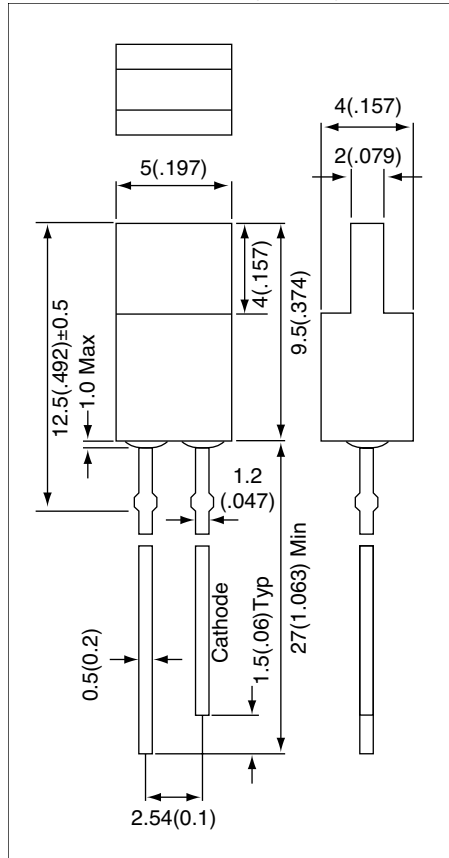 4(.157)
5(.197)
2(.079)
4(.157)
9.5(.374)
12.5(.492)±0.5
1.0 Max
1.2
(.047)
27(1.063) Min
Cathode
1.5(.06)Typ
0.5(0.2)
2.54(0.1)